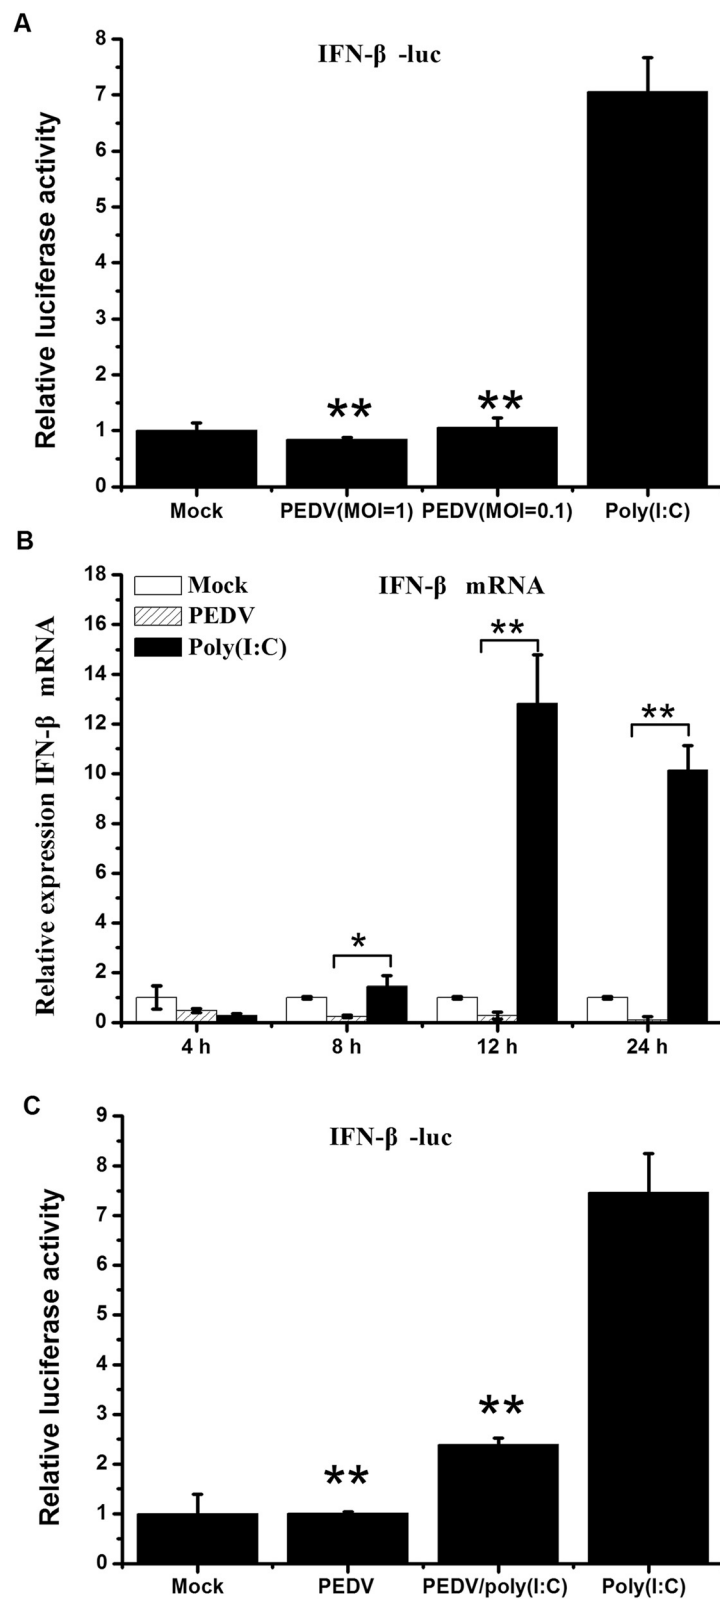 A
IFN-β -luc
Relative luciferase activity
8
7
6
5
4
3
2
1
0
** **
Mock PEDV(MOI=1) PEDV(MOI=0.1) Poly(I:C)
B
IFN-β mRNA
Mock
PEDV
Poly(I:C)
Relative expression IFN-β mRNA
18
16
14
12
10
8
6
4
2
0
* ** **
4 h 8 h 12 h 24 h
C
IFN-β -luc
Relative luciferase activity
9
8
7
6
5
4
3
2
1
0
** **
Mock PEDV PEDV/poly(I:C) Poly(I:C)